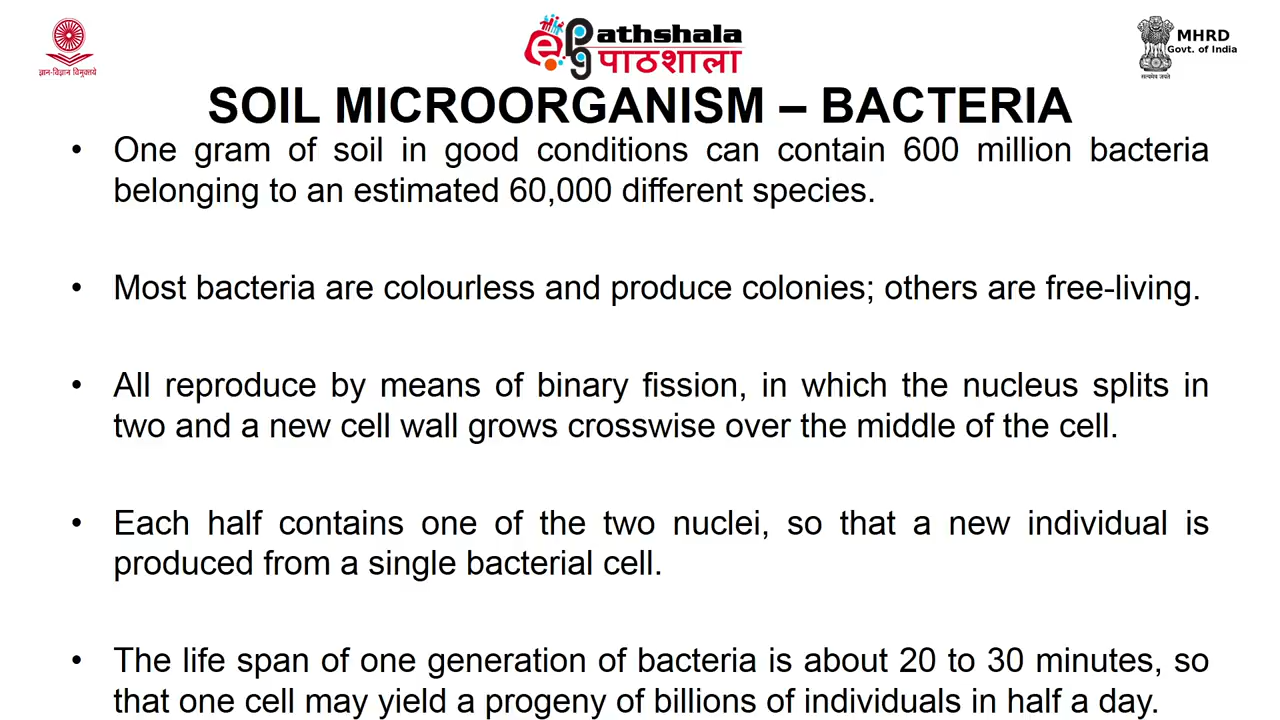 ज्ञान-विज्ञान विमुक्तये
ePgathshala
पाठशाला
MHRD
Govt. of India
सत्यमेव जयते
SOIL MICROORGANISM – BACTERIA
• One gram of soil in good conditions can contain 600 million bacteria
belonging to an estimated 60,000 different species.
• Most bacteria are colourless and produce colonies; others are free-living.
• All reproduce by means of binary fission, in which the nucleus splits in
two and a new cell wall grows crosswise over the middle of the cell.
• Each half contains one of the two nuclei, so that a new individual is
produced from a single bacterial cell.
• The life span of one generation of bacteria is about 20 to 30 minutes, so
that one cell may yield a progeny of billions of individuals in half a day.